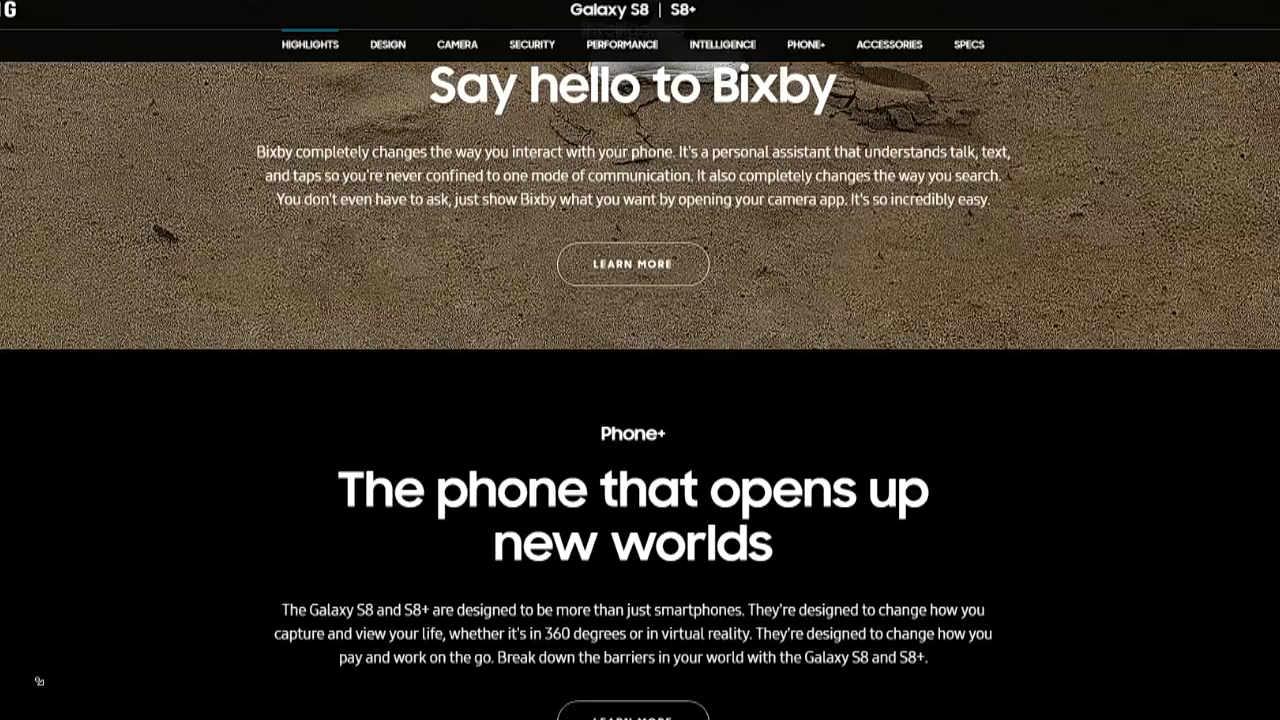 Galaxy S8 | S8+
HIGHLIGHTS DESIGN CAMERA SECURITY PERFORMANCE INTELLIGENCE PHONE+ ACCESSORIES SPECS
Say hello to Bixby
Bixby completely changes the way you interact with your phone. It's a personal assistant that understands talk, text,
and taps so you're never confined to one mode of communication. It also completely changes the way you search.
You don't even have to ask, just show Bixby what you want by opening your camera app. It's so incredibly easy.
LEARN MORE
Phone+
The phone that opens up
new worlds
The Galaxy S8 and S8+ are designed to be more than just smartphones. They're designed to change how you
capture and view your life, whether it's in 360 degrees or in virtual reality. They're designed to change how you
pay and work on the go. Break down the barriers in your world with the Galaxy S8 and S8+.
LEARN MORE